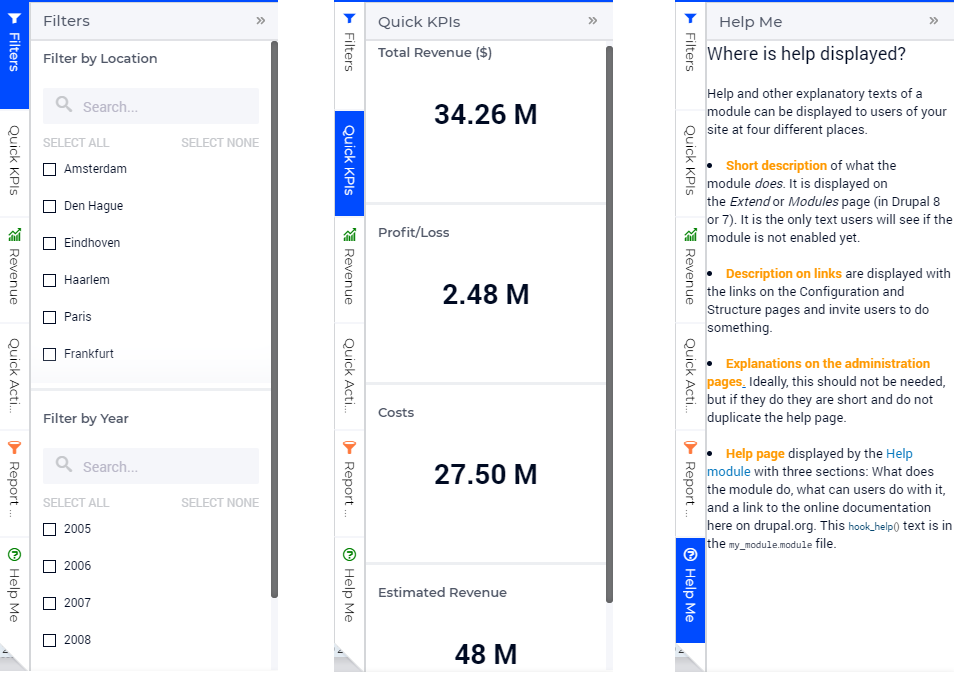 Filters
Quick KPIs
Revenue
Quick Acti...
Report ...
Help Me
Filters »
Filter by Location
Search...
SELECT ALL SELECT NONE
Amsterdam
Den Hague
Eindhoven
Haarlem
Paris
Frankfurt
Filter by Year
Search...
SELECT ALL SELECT NONE
2005
2006
2007
2008
Filters
Quick KPIs
Revenue
Quick Acti...
Report ...
Help Me
Quick KPIs »
Total Revenue ($)
34.26 M
Profit/Loss
2.48 M
Costs
27.50 M
Estimated Revenue
48 M
Filters
Quick KPIs
Revenue
Quick Acti...
Report ...
Help Me
Help Me »
Where is help displayed?
Help and other explanatory texts of a
module can be displayed to users of your
site at four different places.
• Short description of what the
module does. It is displayed on
the Extend or Modules page (in Drupal 8
or 7). It is the only text users will see if the
module is not enabled yet.
• Description on links are displayed with
the links on the Configuration and
Structure pages and invite users to do
something.
• Explanations on the administration
pages. Ideally, this should not be needed,
but if they do they are short and do not
duplicate the help page.
• Help page displayed by the Help
module with three sections: What does
the module do, what can users do with it,
and a link to the online documentation
here on drupal.org. This hook_help() text is in
the my_module.module file.